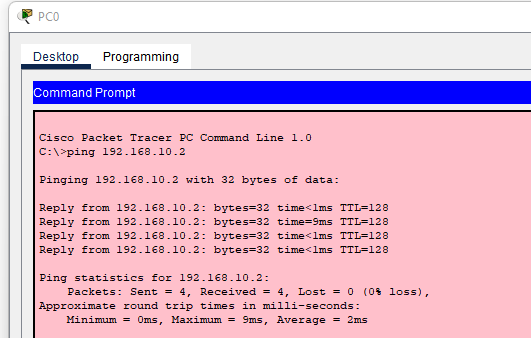 PC0
Desktop Programming
Command Prompt
Cisco Packet Tracer PC Command Line 1.0
C:\>ping 192.168.10.2
Pinging 192.168.10.2 with 32 bytes of data:
Reply from 192.168.10.2: bytes=32 time<1ms TTL=128
Reply from 192.168.10.2: bytes=32 time=9ms TTL=128
Reply from 192.168.10.2: bytes=32 time<1ms TTL=128
Reply from 192.168.10.2: bytes=32 time<1ms TTL=128
Ping statistics for 192.168.10.2:
Packets: Sent = 4, Received = 4, Lost = 0 (0% loss),
Approximate round trip times in milli-seconds:
Minimum = 0ms, Maximum = 9ms, Average = 2ms